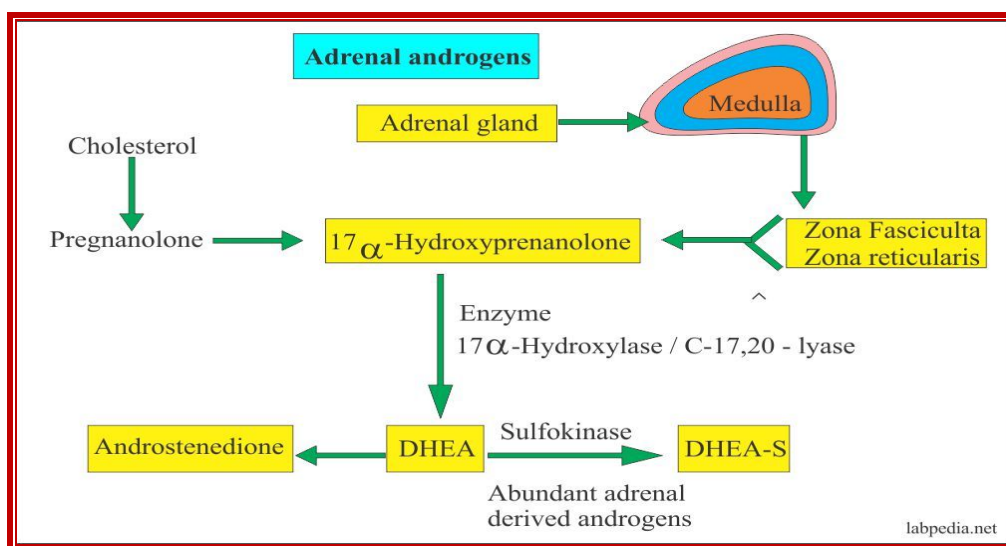 Adrenal androgens
Medulla
Adrenal gland
Cholesterol
Pregnanolone
17α-Hydroxyprenanolone
Zona Fasciculta
Zona reticularis
^
Enzyme
17α-Hydroxylase / C-17,20 - lyase
Androstenedione
DHEA
Sulfokinase
DHEA-S
Abundant adrenal
derived androgens
labpedia.net